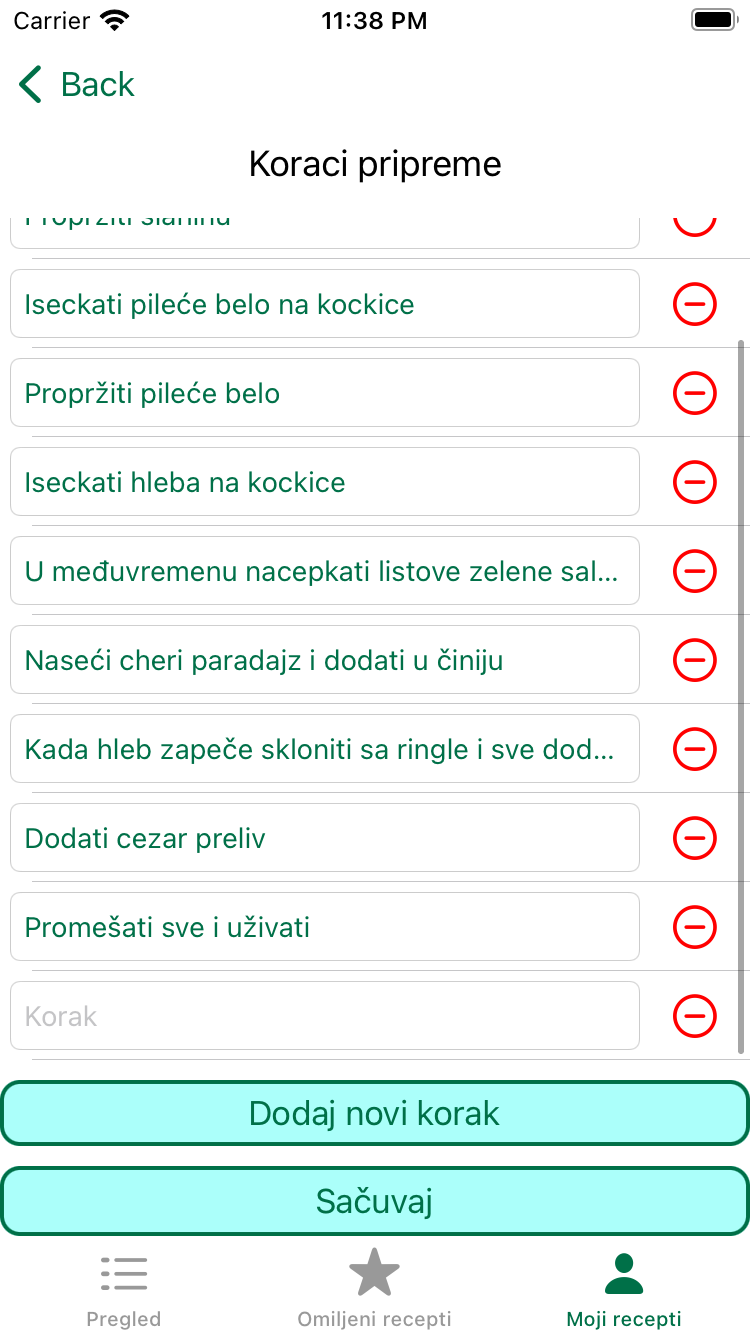 Carrier
11:38 PM
Back
Koraci pripreme
Propržiti slaninu
Iseckati pileće belo na kockice
Propržiti pileće belo
Iseckati hleba na kockice
U međuvremenu nacepkati listove zelene sal...
Naseći cheri paradajz i dodati u činiju
Kada hleb zapeče skloniti sa ringle i sve dod...
Dodati cezar preliv
Promešati sve i uživati
Korak
Dodaj novi korak
Sačuvaj
Pregled
Omiljeni recepti
Moji recepti